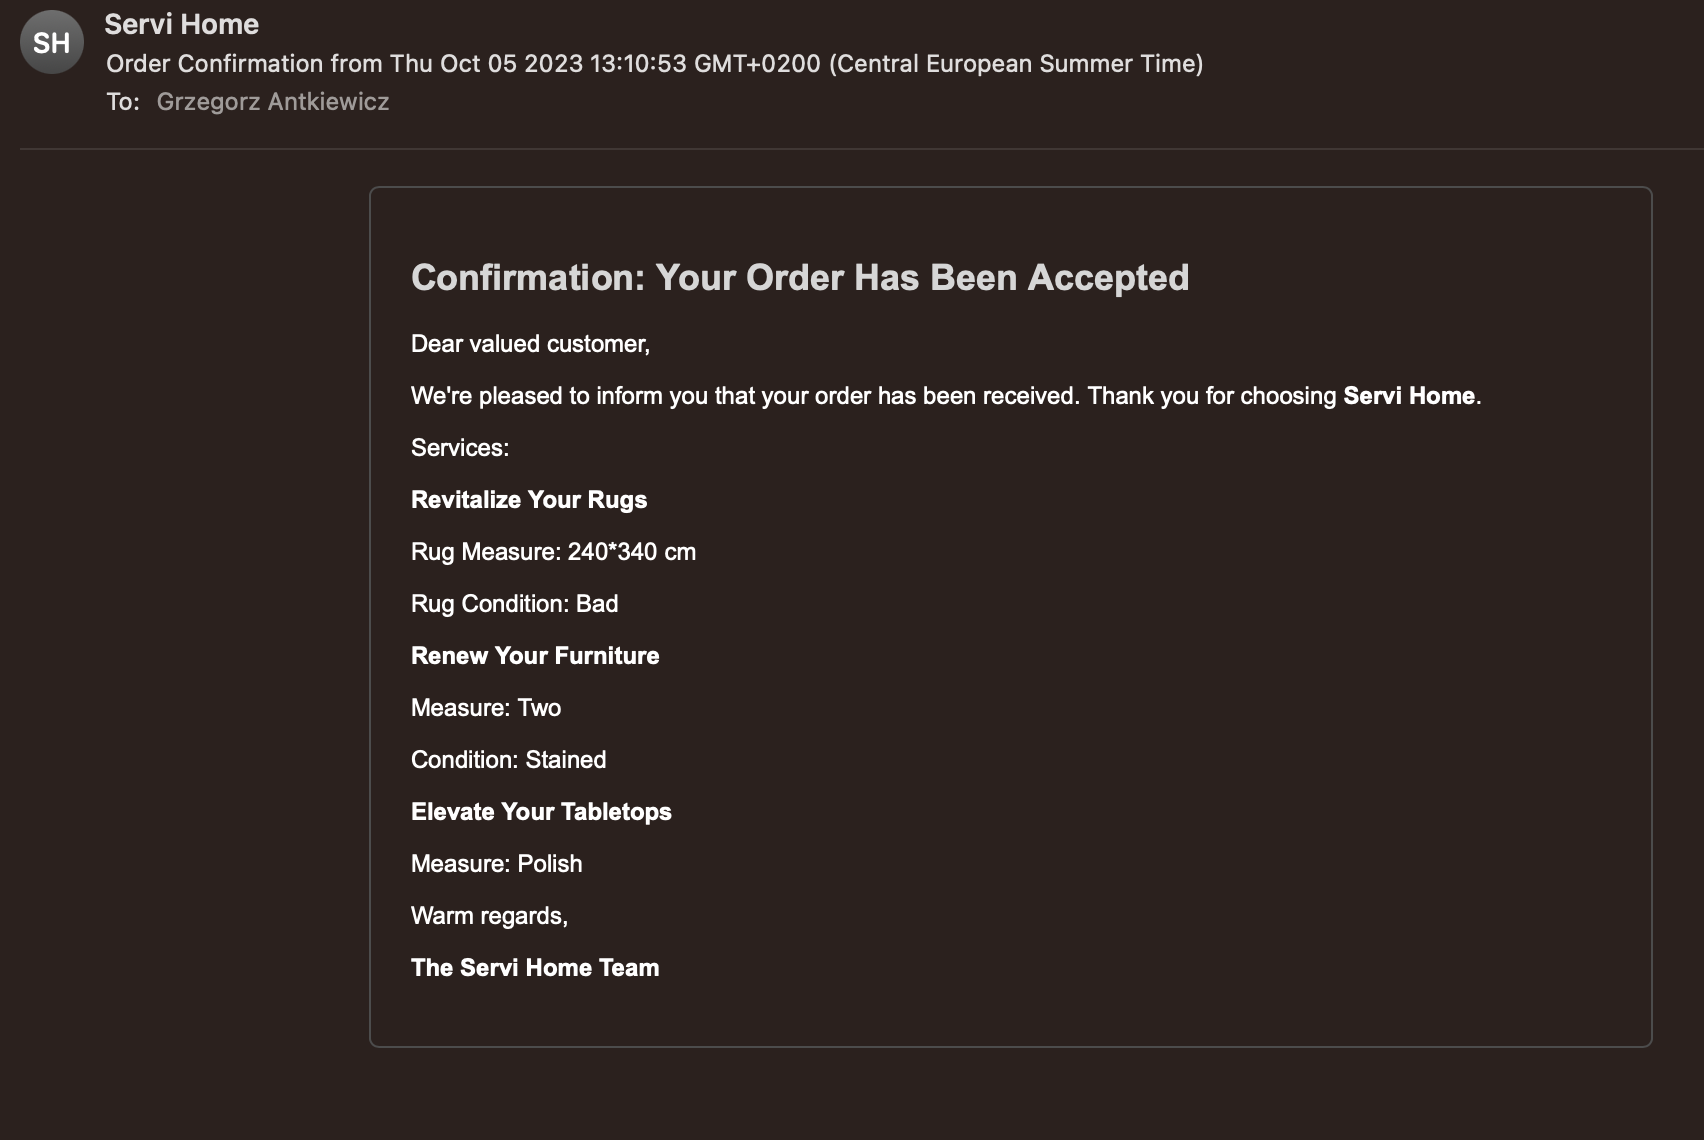 SH
Servi Home
Order Confirmation from Thu Oct 05 2023 13:10:53 GMT+0200 (Central European Summer Time)
To: Grzegorz Antkiewicz
Confirmation: Your Order Has Been Accepted
Dear valued customer,
We're pleased to inform you that your order has been received. Thank you for choosing Servi Home.
Services:
Revitalize Your Rugs
Rug Measure: 240*340 cm
Rug Condition: Bad
Renew Your Furniture
Measure: Two
Condition: Stained
Elevate Your Tabletops
Measure: Polish
Warm regards,
The Servi Home Team